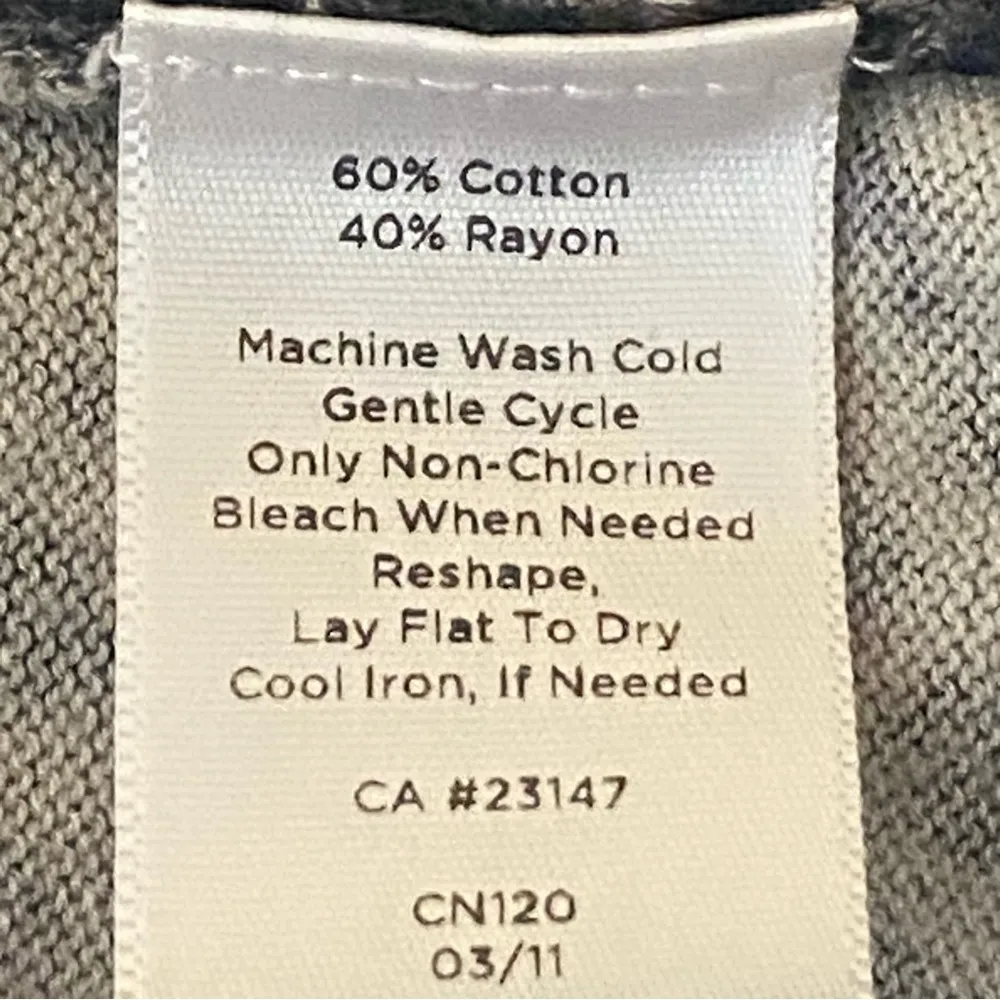 60% Cotton
40% Rayon
Machine Wash Cold
Gentle Cycle
Only Non-Chlorine
Bleach When Needed
Reshape,
Lay Flat To Dry
Cool Iron, If Needed
CA #23147
CN120
03/11